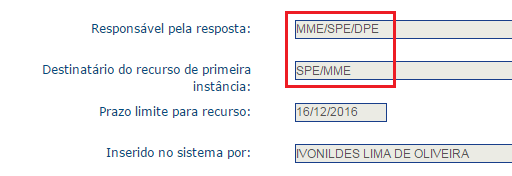 Responsável pela resposta: MME/SPE/DPE
Destinatário do recurso de primeira
instância: SPE/MME
Prazo limite para recurso: 16/12/2016
Inserido no sistema por: IVONILDES LIMA DE OLIVEIRA